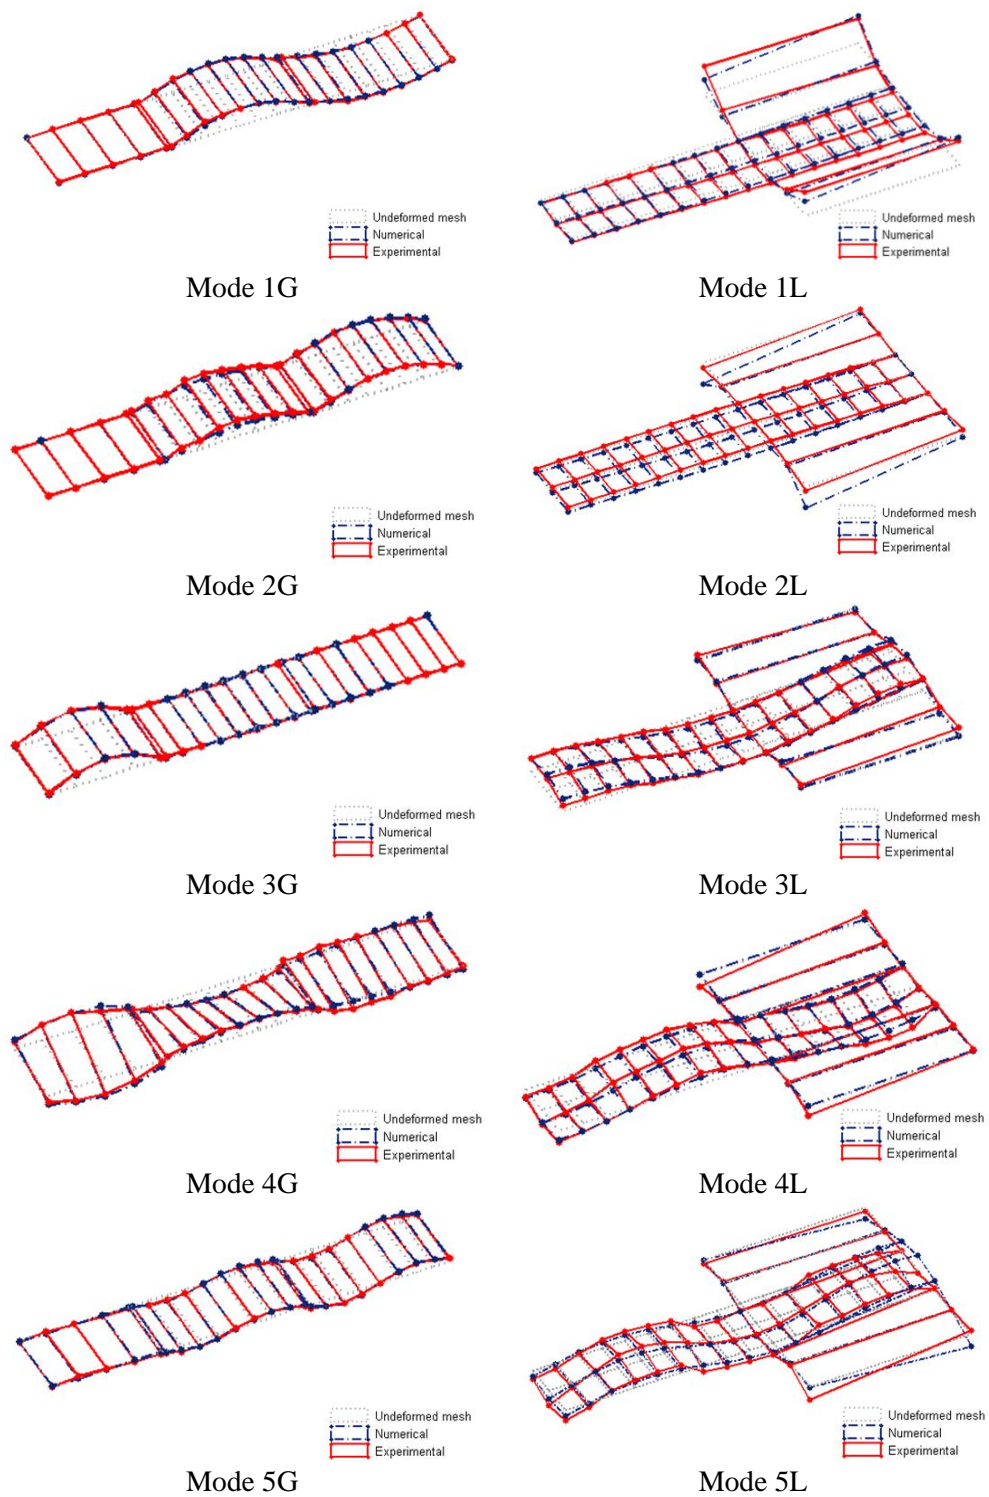 Undeformed mesh
Numerical
Experimental
Mode 1G
Undeformed mesh
Numerical
Experimental
Mode 1L
Undeformed mesh
Numerical
Experimental
Mode 2G
Undeformed mesh
Numerical
Experimental
Mode 2L
Undeformed mesh
Numerical
Experimental
Mode 3G
Undeformed mesh
Numerical
Experimental
Mode 3L
Undeformed mesh
Numerical
Experimental
Mode 4G
Undeformed mesh
Numerical
Experimental
Mode 4L
Undeformed mesh
Numerical
Experimental
Mode 5G
Undeformed mesh
Numerical
Experimental
Mode 5L